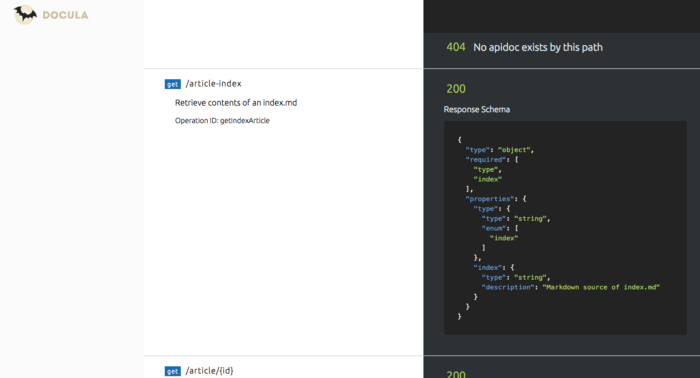 DOCULA
404 No apidoc exists by this path
get /article-index
Retrieve contents of an index.md
Operation ID: getIndexArticle
200
Response Schema
{
"type": "object",
"required": [
"type",
"index"
],
"properties": {
"type": {
"type": "string",
"enum": [
"index"
]
},
"index": {
"type": "string",
"description": "Markdown source of index.md"
}
}
}
get /article/{id}
200